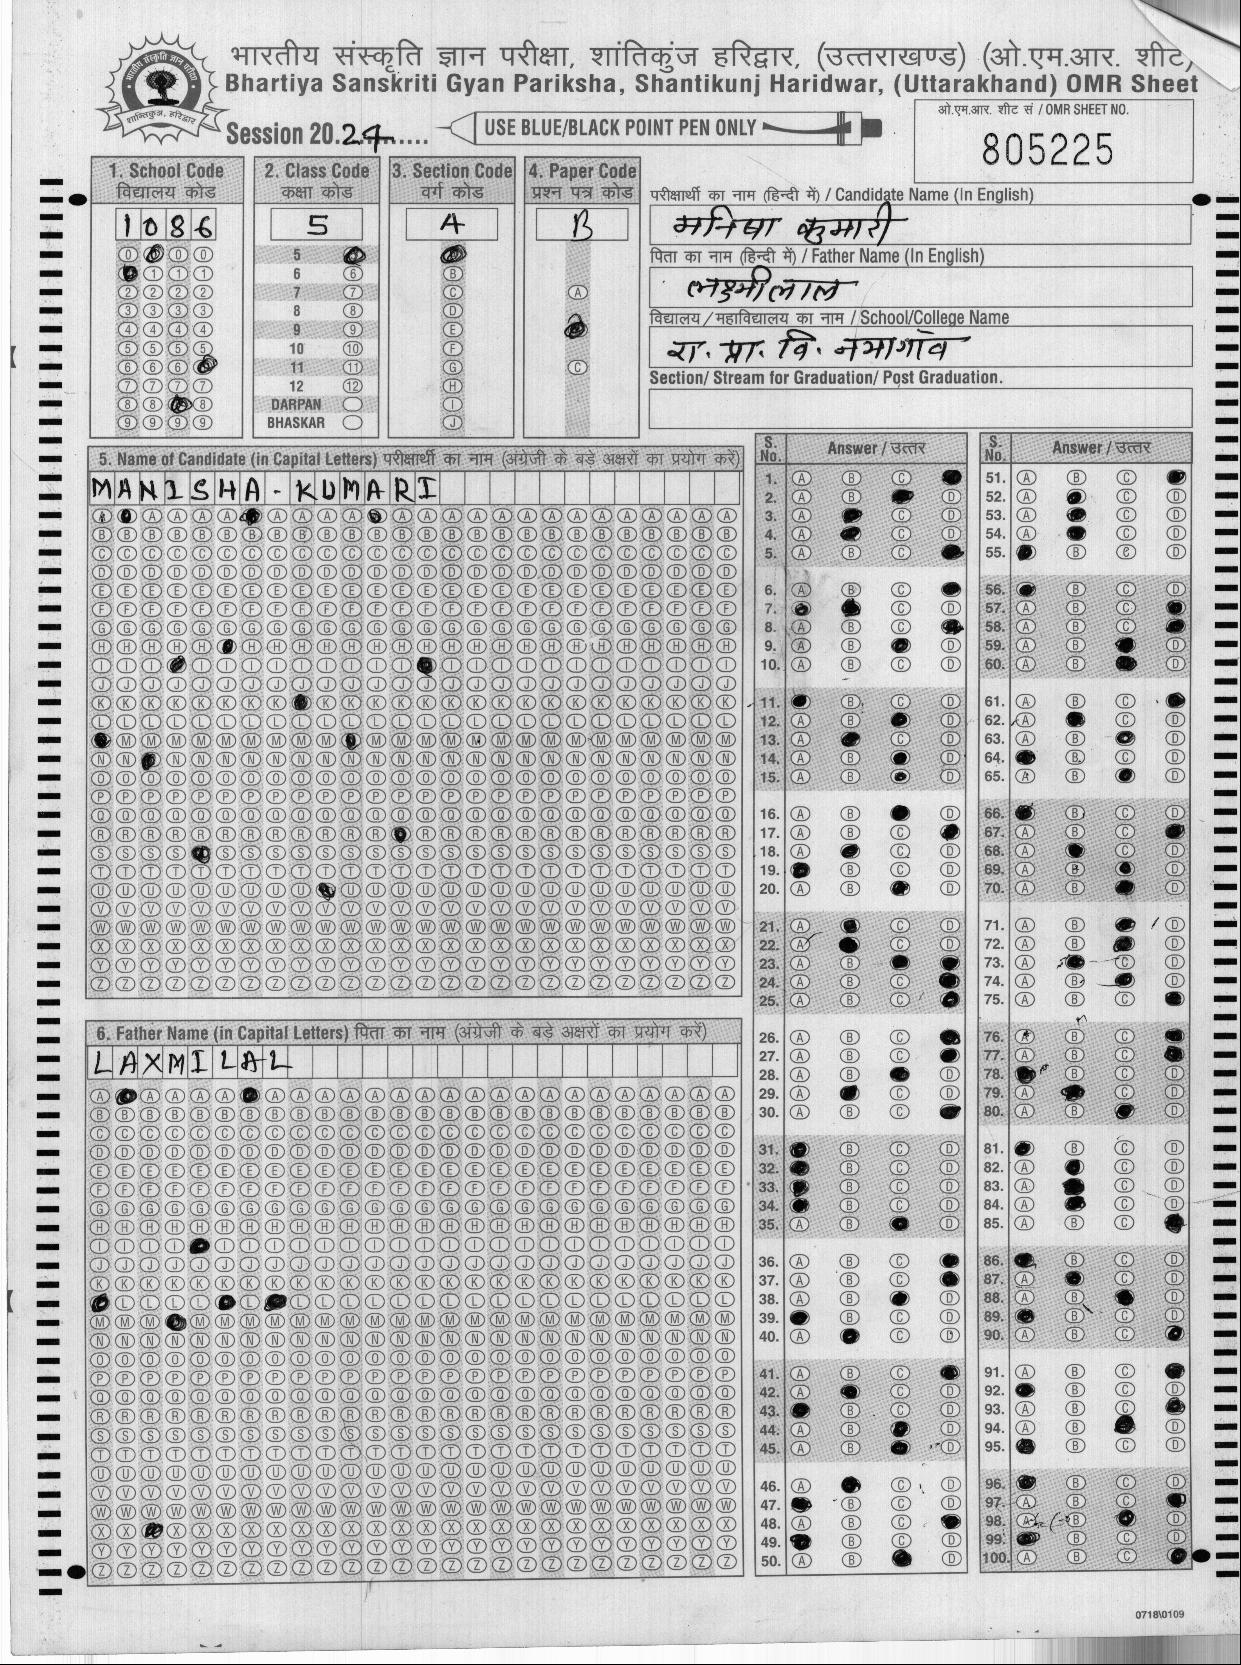 भारतीय संस्कृति ज्ञान परीक्षा, शांतिकुंज हरिद्वार, (उत्तराखण्ड) (ओ.एम.आर. शीट)
Bhartiya Sanskriti Gyan Pariksha, Shantikunj Haridwar, (Uttarakhand) OMR Sheet
Session 20.24
USE BLUE/BLACK POINT PEN ONLY
ओ.एम.आर. शीट सं / OMR SHEET NO.
805225
1. School Code
विद्यालय कोड
1086
2. Class Code
कक्षा कोड
5
5
6
7
8
9
10
11
12
DARPAN
BHASKAR
3. Section Code
वर्ग कोड
A
4. Paper Code
प्रश्न पत्र कोड
B
परीक्षार्थी का नाम (हिन्दी में) / Candidate Name (In English)
मनिषा कुमारी
पिता का नाम (हिन्दी में) / Father Name (In English)
लक्ष्मीलाल
विद्यालय/महाविद्यालय का नाम / School/College Name
रा. प्रा. वि. नयागाँव
Section/ Stream for Graduation/ Post Graduation.
5. Name of Candidate (in Capital Letters) परीक्षार्थी का नाम (अंग्रेजी के बड़े अक्षरों का प्रयोग करें)
MANISHA-KUMARI
6. Father Name (in Capital Letters) पिता का नाम (अंग्रेजी के बड़े अक्षरों का प्रयोग करें)
LAXMILAL
S. No. Answer / उत्तर
S. No. Answer / उत्तर
0718\0109